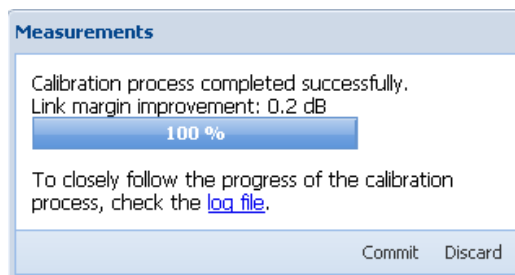 Measurements
Calibration process completed successfully.
Link margin improvement: 0.2 dB
100 %
To closely follow the progress of the calibration
process, check the log file.
Commit Discard